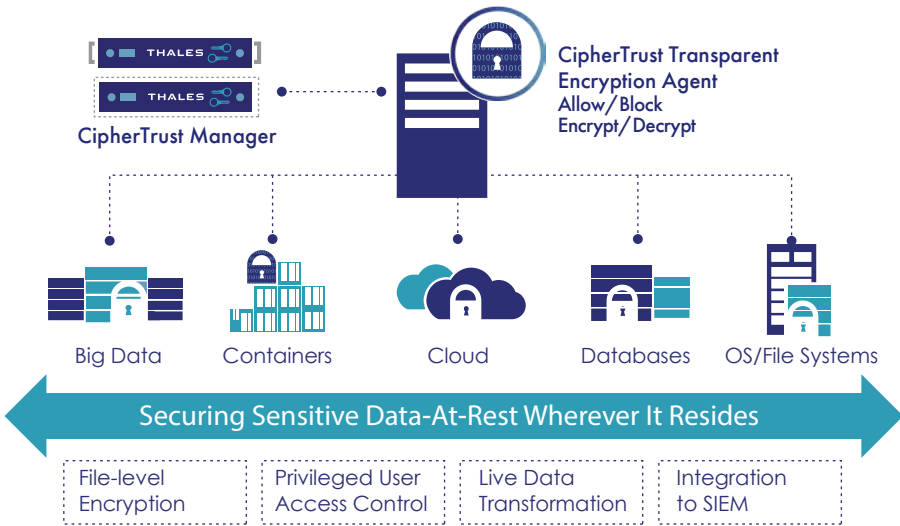 THALES
THALES
CipherTrust Manager
CipherTrust Transparent
Encryption Agent
Allow/Block
Encrypt/Decrypt
Big Data
Containers
Cloud
Databases
OS/File Systems
Securing Sensitive Data-At-Rest Wherever It Resides
File-level
Encryption
Privileged User
Access Control
Live Data
Transformation
Integration
to SIEM